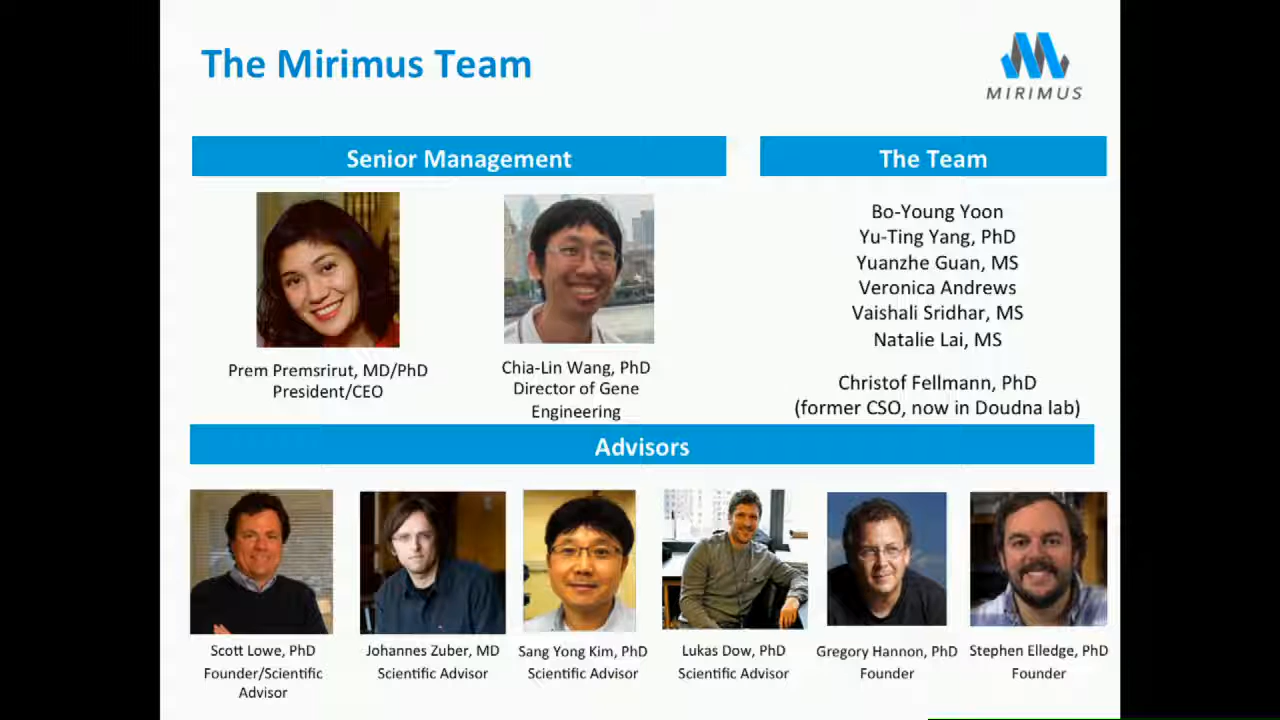 The Mirimus Team
MIRIMUS
Senior Management
Prem Premsrirut, MD/PhD
President/CEO
Chia-Lin Wang, PhD
Director of Gene
Engineering
The Team
Bo-Young Yoon
Yu-Ting Yang, PhD
Yuanzhe Guan, MS
Veronica Andrews
Vaishali Sridhar, MS
Natalie Lai, MS
Christof Fellmann, PhD
(former CSO, now in Doudna lab)
Advisors
Scott Lowe, PhD
Founder/Scientific
Advisor
Johannes Zuber, MD
Scientific Advisor
Sang Yong Kim, PhD
Scientific Advisor
Lukas Dow, PhD
Scientific Advisor
Gregory Hannon, PhD
Founder
Stephen Elledge, PhD
Founder